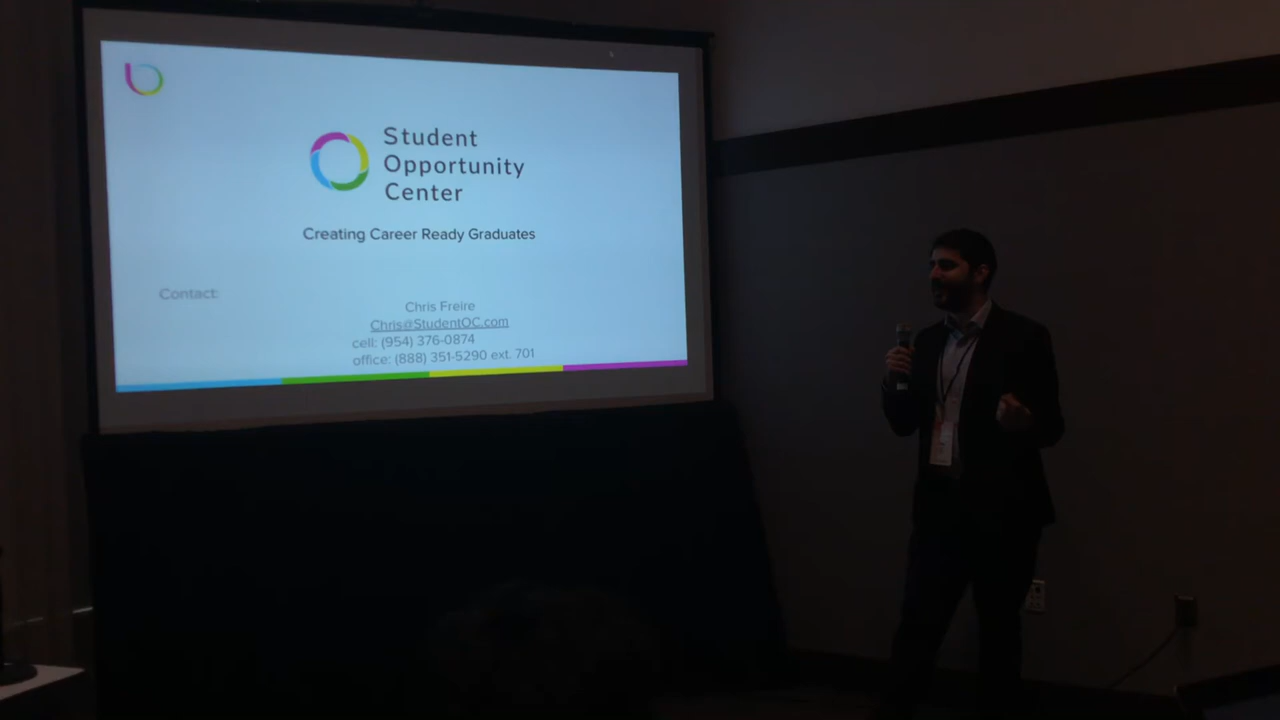 Student
Opportunity
Center
Creating Career Ready Graduates
Contact:
Chris Freire
Chris@StudentOC.com
cell: (954) 376-0874
office: (888) 351-5290 ext. 701